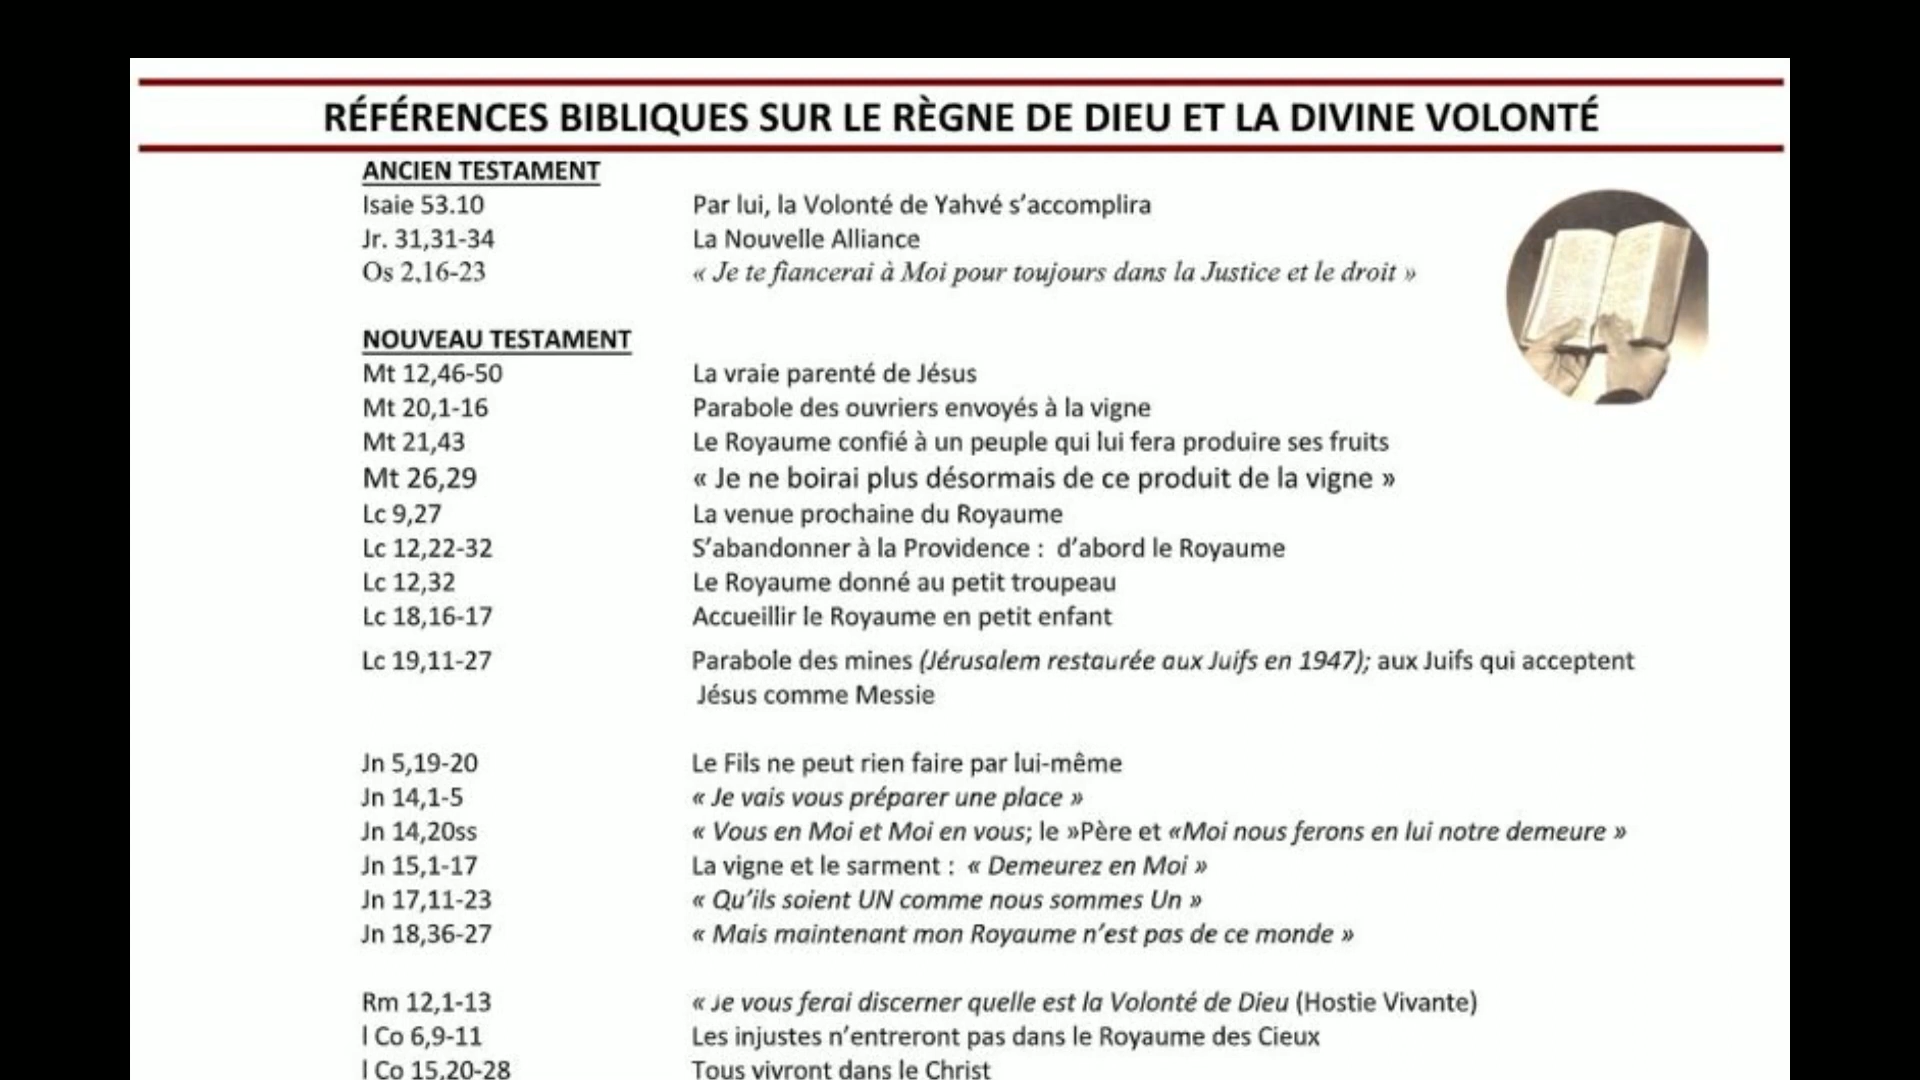 RÉFÉRENCES BIBLIQUES SUR LE RÈGNE DE DIEU ET LA DIVINE VOLONTÉ
ANCIEN TESTAMENT
Isaie 53.10 Par lui, la Volonté de Yahvé s’accomplira
Jr. 31,31-34 La Nouvelle Alliance
Os 2,16-23 « Je te fiancerai à Moi pour toujours dans la Justice et le droit »
NOUVEAU TESTAMENT
Mt 12,46-50 La vraie parenté de Jésus
Mt 20,1-16 Parabole des ouvriers envoyés à la vigne
Mt 21,43 Le Royaume confié à un peuple qui lui fera produire ses fruits
Mt 26,29 « Je ne boirai plus désormais de ce produit de la vigne »
Lc 9,27 La venue prochaine du Royaume
Lc 12,22-32 S’abandonner à la Providence : d’abord le Royaume
Lc 12,32 Le Royaume donné au petit troupeau
Lc 18,16-17 Accueillir le Royaume en petit enfant
Lc 19,11-27 Parabole des mines (Jérusalem restaurée aux Juifs en 1947); aux Juifs qui acceptent
Jésus comme Messie
Jn 5,19-20 Le Fils ne peut rien faire par lui-même
Jn 14,1-5 « Je vais vous préparer une place »
Jn 14,20ss « Vous en Moi et Moi en vous; le »Père et «Moi nous ferons en lui notre demeure »
Jn 15,1-17 La vigne et le sarment : « Demeurez en Moi »
Jn 17,11-23 « Qu’ils soient UN comme nous sommes Un »
Jn 18,36-27 « Mais maintenant mon Royaume n’est pas de ce monde »
Rm 12,1-13 « Je vous ferai discerner quelle est la Volonté de Dieu (Hostie Vivante)
l Co 6,9-11 Les injustes n’entreront pas dans le Royaume des Cieux
l Co 15,20-28 Tous vivront dans le Christ